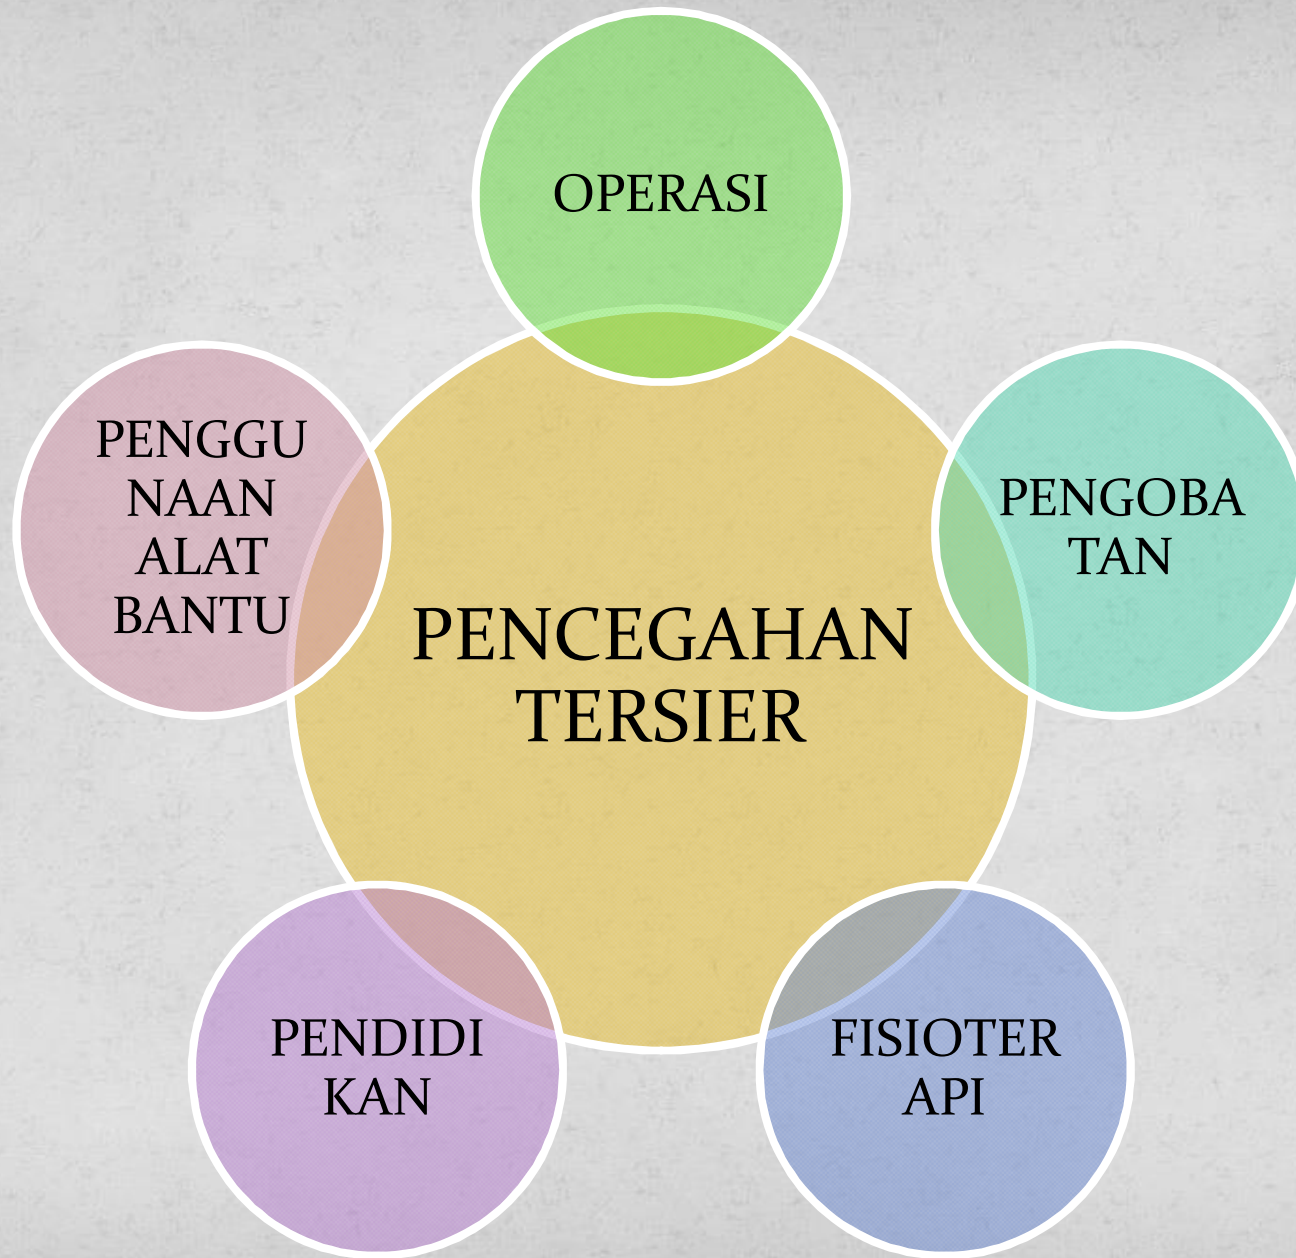 OPERASI
PENGGU
NAAN
ALAT
BANTU
PENGOBA
TAN
PENCEGAHAN
TERSIER
PENDIDI
KAN
FISIOTER
API